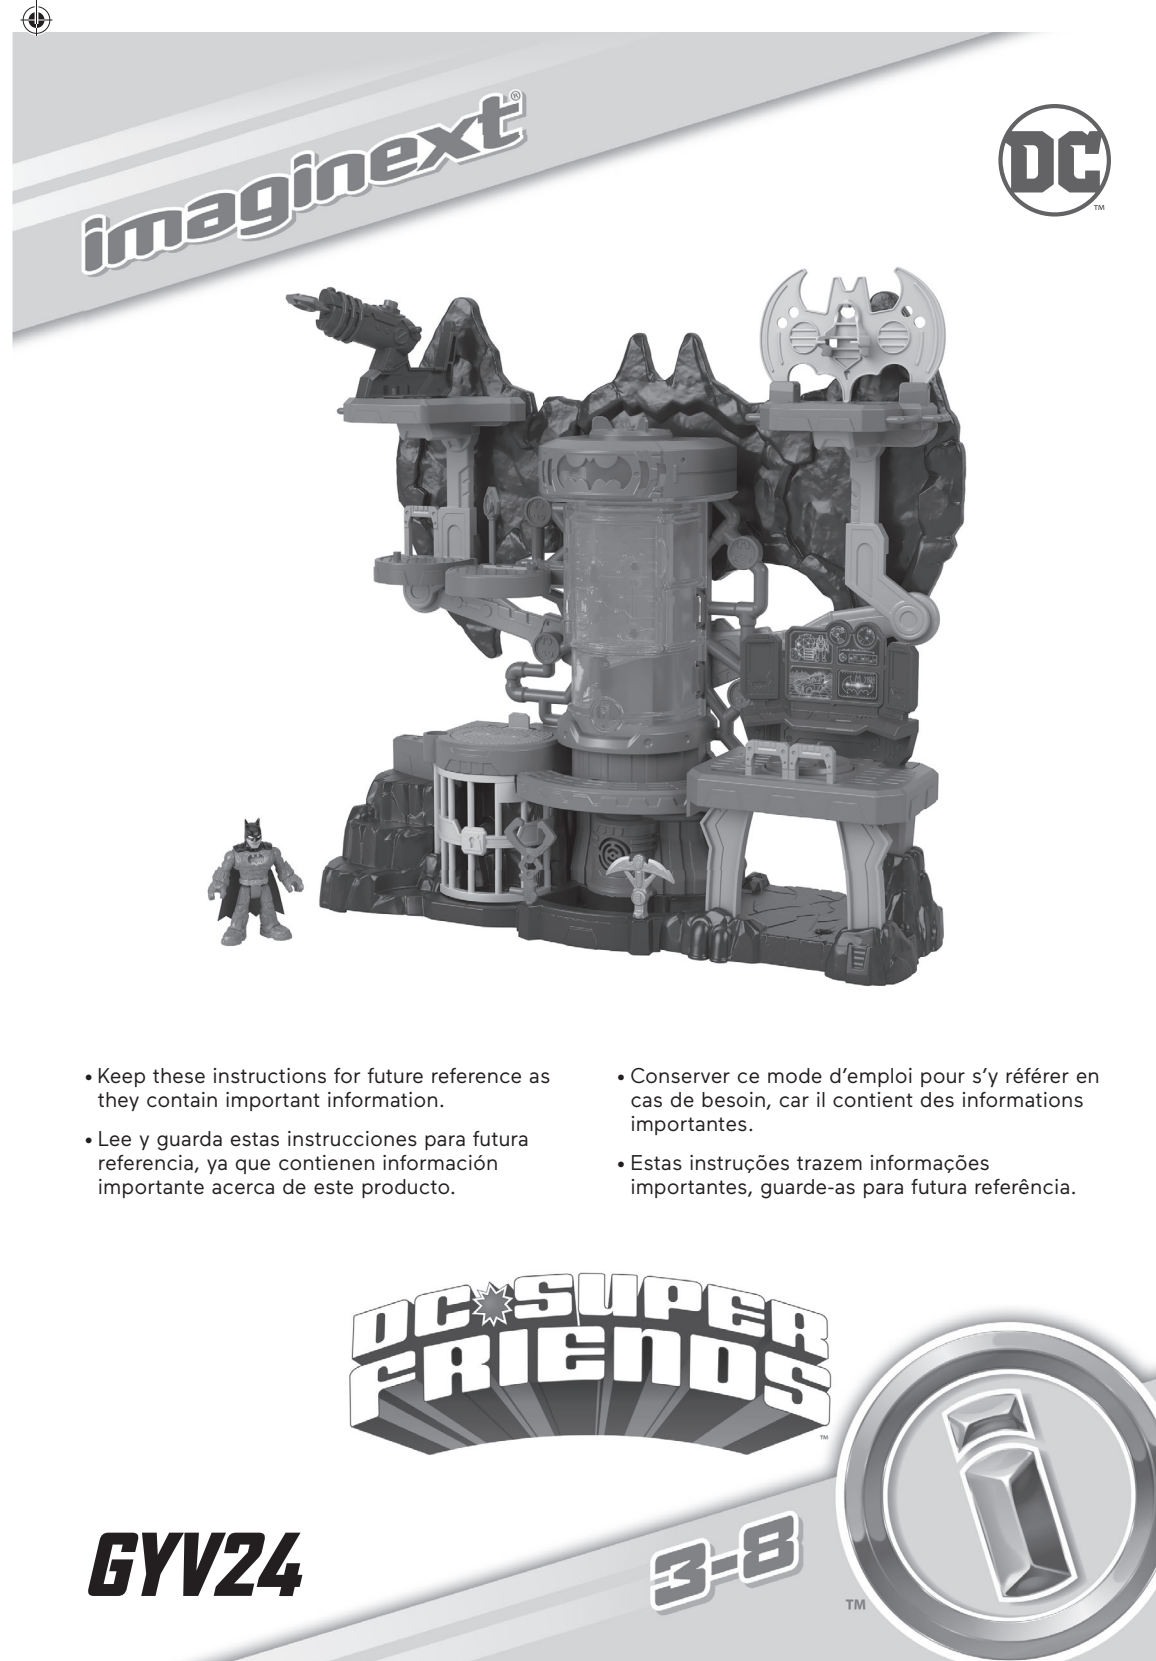 imaginext®
DC
TM
• Keep these instructions for future reference as
they contain important information.
• Lee y guarda estas instrucciones para futura
referencia, ya que contienen información
importante acerca de este producto.
• Conserver ce mode d’emploi pour s’y référer en
cas de besoin, car il contient des informations
importantes.
• Estas instruções trazem informações
importantes, guarde-as para futura referência.
DC SUPER
FRIENDS
TM
GYV24
3-8
TM
i